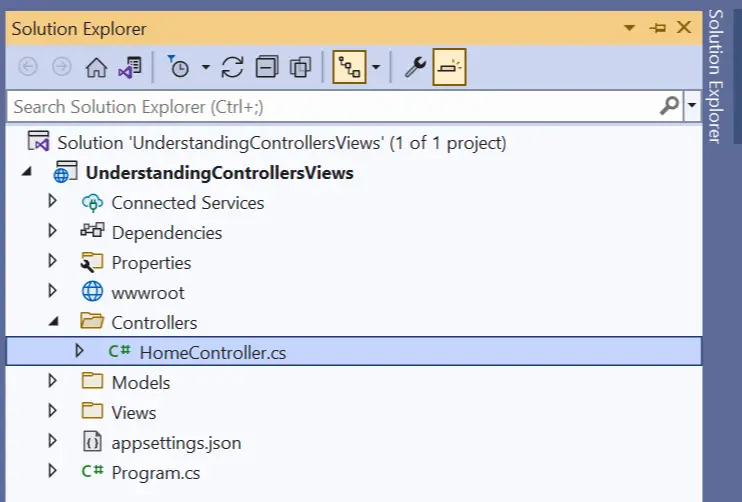 Solution Explorer
Search Solution Explorer (Ctrl+;)
Solution 'UnderstandingControllersViews' (1 of 1 project)
UnderstandingControllersViews
Connected Services
Dependencies
Properties
wwwroot
Controllers
C# HomeController.cs
Models
Views
appsettings.json
C# Program.cs
Solution Explorer